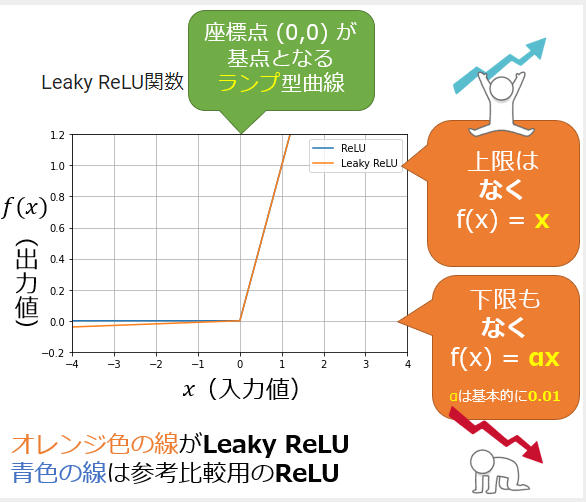 座標点 (0,0) が
基点となる
ランプ型曲線
Leaky ReLU関数
上限は
なく
f(x) = x
下限も
なく
f(x) = αx
αは基本的に0.01
ReLU
Leaky ReLU
1.2
1.0
0.8
0.6
0.4
0.2
0.0
−0.2
f(x)
(出力値)
−4 −3 −2 −1 0 1 2 3 4
x (入力値)
オレンジ色の線がLeaky ReLU
青色の線は参考比較用のReLU